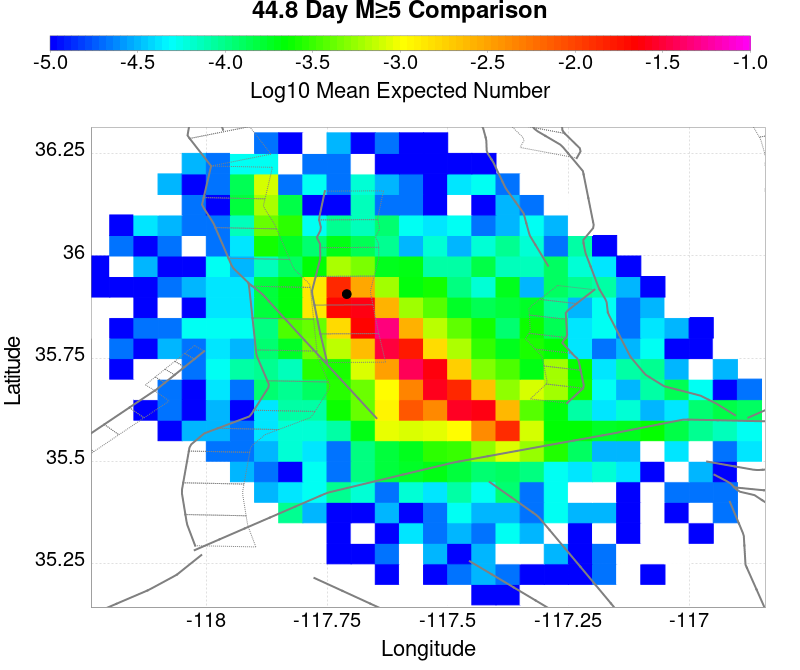 44.8 Day M≥5 Comparison
-5.0 -4.5 -4.0 -3.5 -3.0 -2.5 -2.0 -1.5 -1.0
Log10 Mean Expected Number
36.25
36
35.75
35.5
35.25
Latitude
-118 -117.75 -117.5 -117.25 -117
Longitude